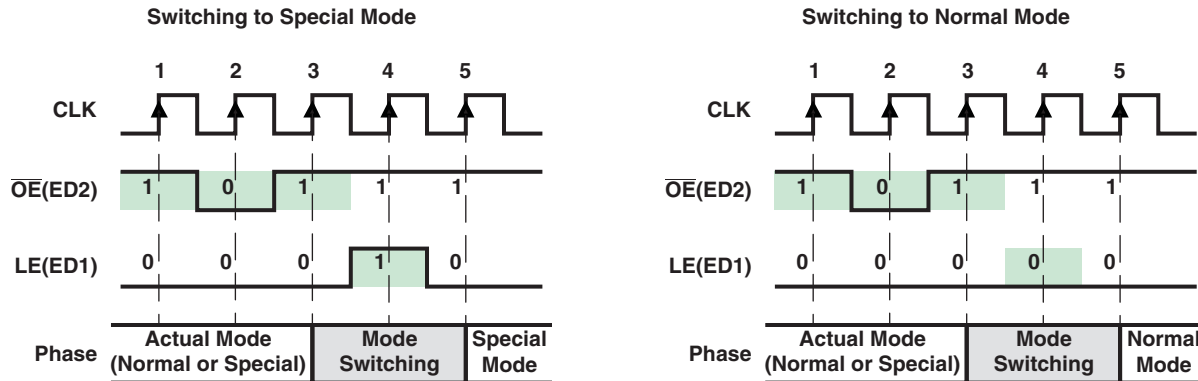 Switching to Special Mode
1 2 3 4 5
CLK
OE(ED2) 1 0 1 1 1
LE(ED1) 0 0 0 1 0
Phase Actual Mode (Normal or Special) Mode Switching Special Mode
Switching to Normal Mode
1 2 3 4 5
CLK
OE(ED2) 1 0 1 1 1
LE(ED1) 0 0 0 0 0
Phase Actual Mode (Normal or Special) Mode Switching Normal Mode